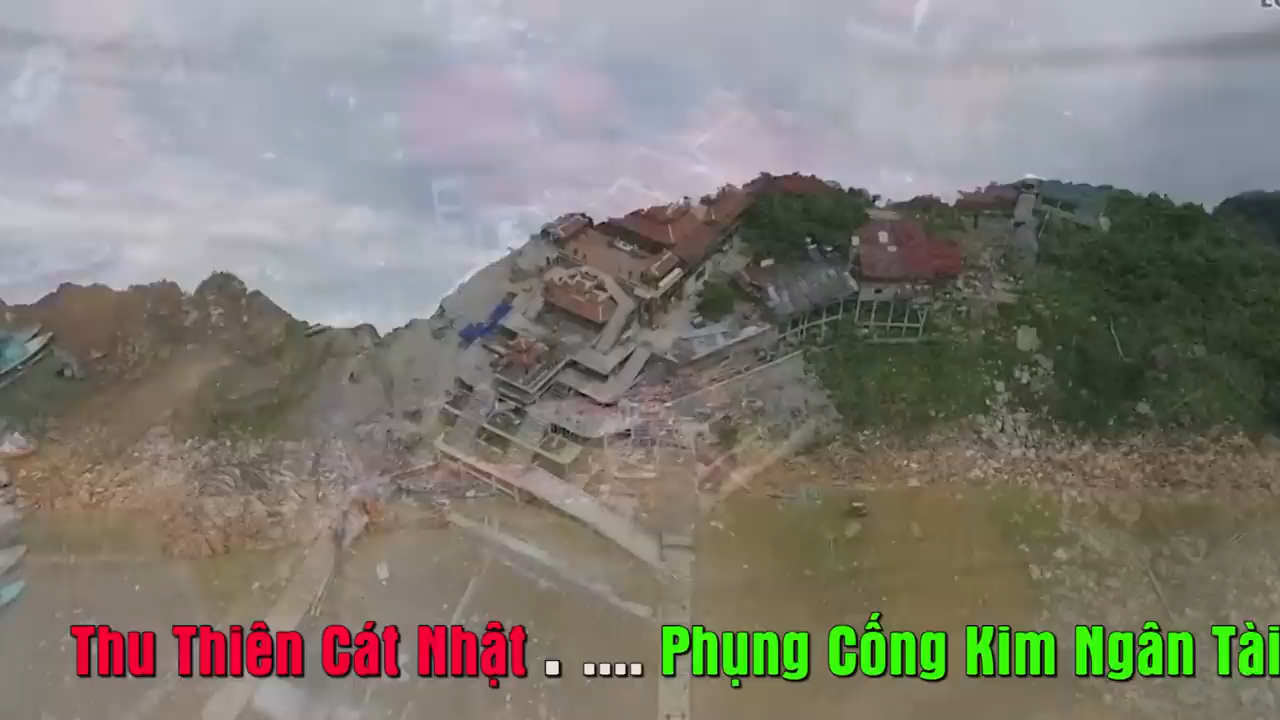 Thu Thiên Cát Nhật . .... Phụng Cống Kim Ngân Tài